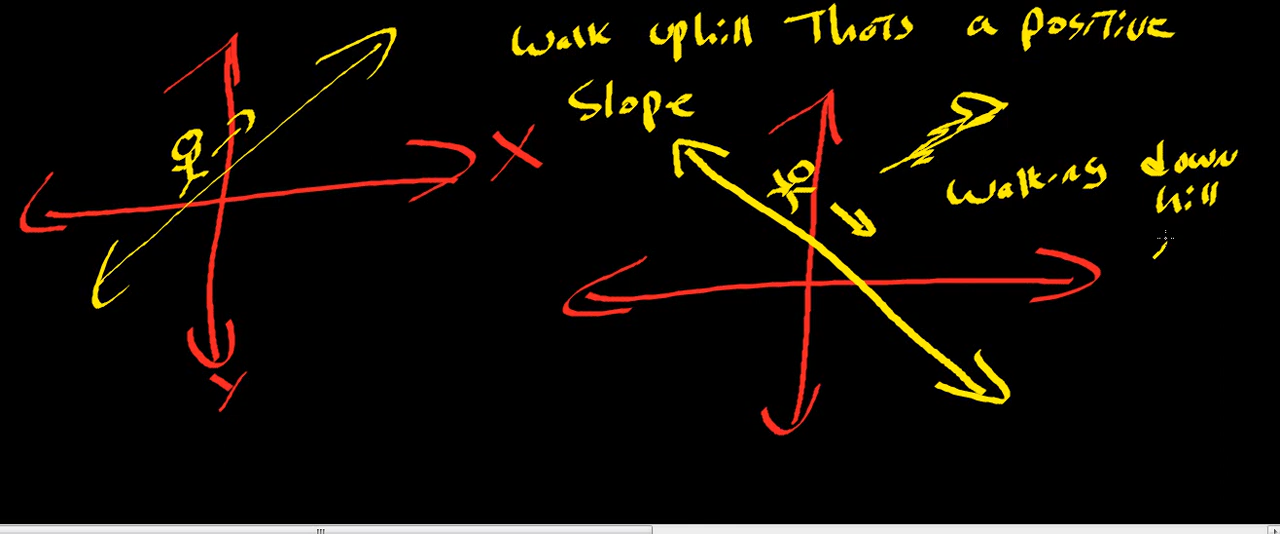 Walk uphill Thats a positive
Slope
X
Walking down
hill
Y